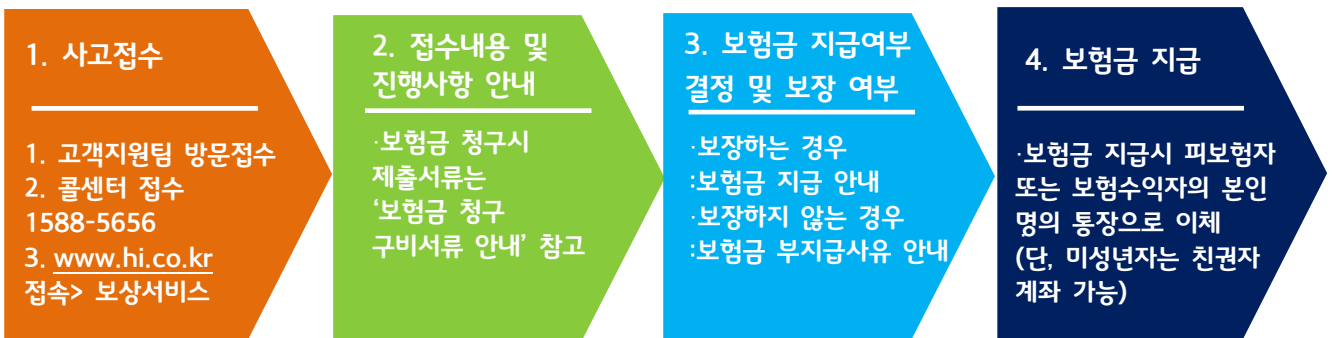 1. 사고접수
1. 고객지원팀 방문접수
2. 콜센터 접수
1588-5656
3. www.hi.co.kr
접속> 보상서비스
2. 접수내용 및
진행사항 안내
·보험금 청구시
제출서류는
‘보험금 청구
구비서류 안내’ 참고
3. 보험금 지급여부
결정 및 보장 여부
·보장하는 경우
:보험금 지급 안내
·보장하지 않는 경우
:보험금 부지급사유 안내
4. 보험금 지급
·보험금 지급시 피보험자
또는 보험수익자의 본인
명의 통장으로 이체
(단, 미성년자는 친권자
계좌 가능)